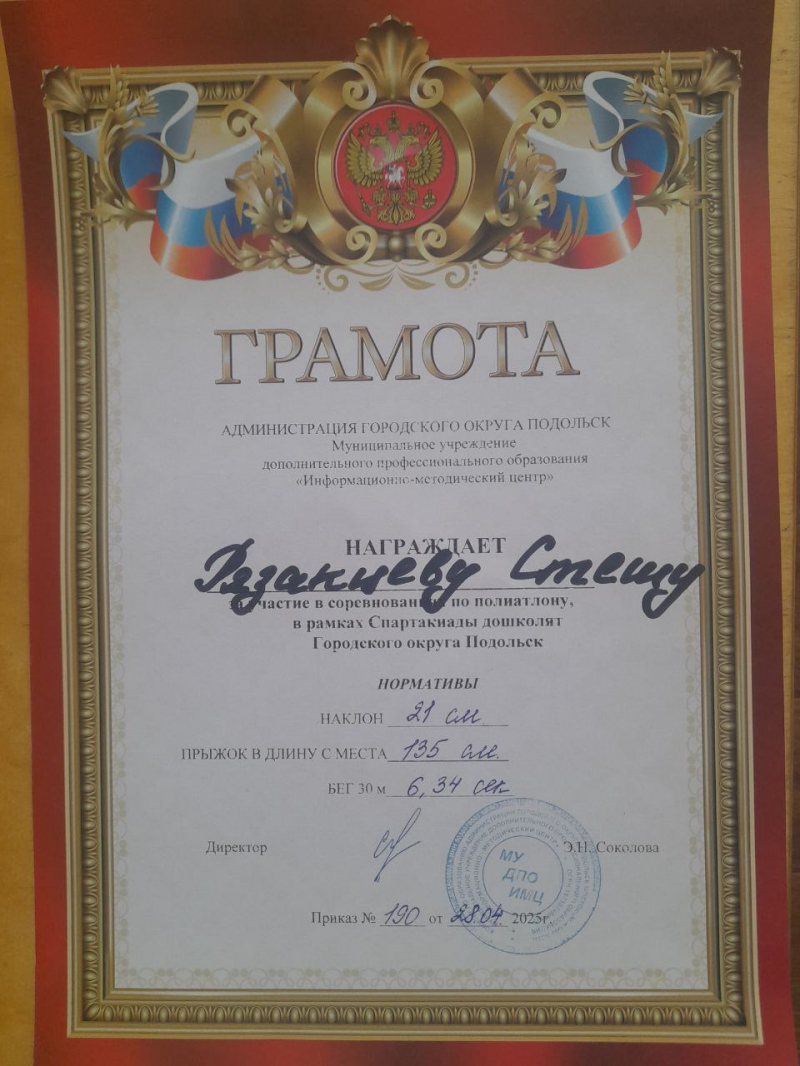 ГРАМОТА
АДМИНИСТРАЦИЯ ГОРОДСКОГО ОКРУГА ПОДОЛЬСК
Муниципальное учреждение
дополнительного профессионального образования
«Информационно-методический центр»
НАГРАЖДАЕТ
Рязанцеву Стешу
за участие в соревнованиях по полиатлону,
в рамках Спартакиады дошколят
Городского округа Подольск
НОРМАТИВЫ
НАКЛОН 21 см
ПРЫЖОК В ДЛИНУ С МЕСТА 135 см.
БЕГ 30 м 6,34 сек
Директор Э.Н. Соколова
МУ
ДПО
ИМЦ
Приказ № 190 от 28.04. 2025г